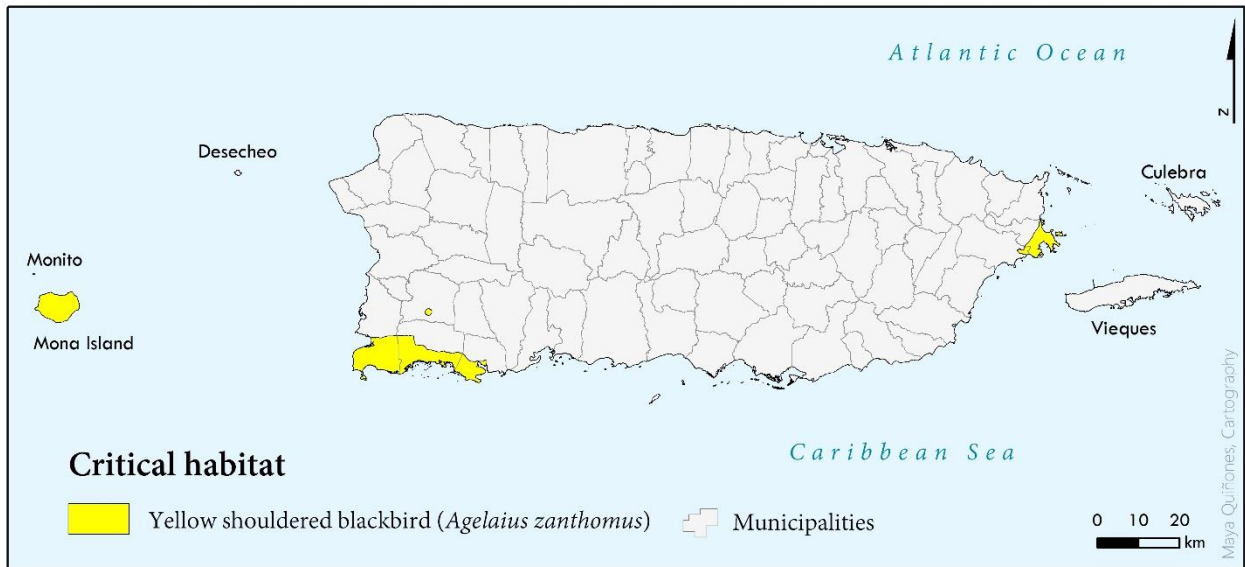 Atlantic Ocean
N
Desecheo
Culebra
Monito
Mona Island
Vieques
Caribbean Sea
Critical habitat
Yellow shouldered blackbird (Agelaius zanthomus)
Municipalities
0 10 20
km
Maya Quiñones, Cartography